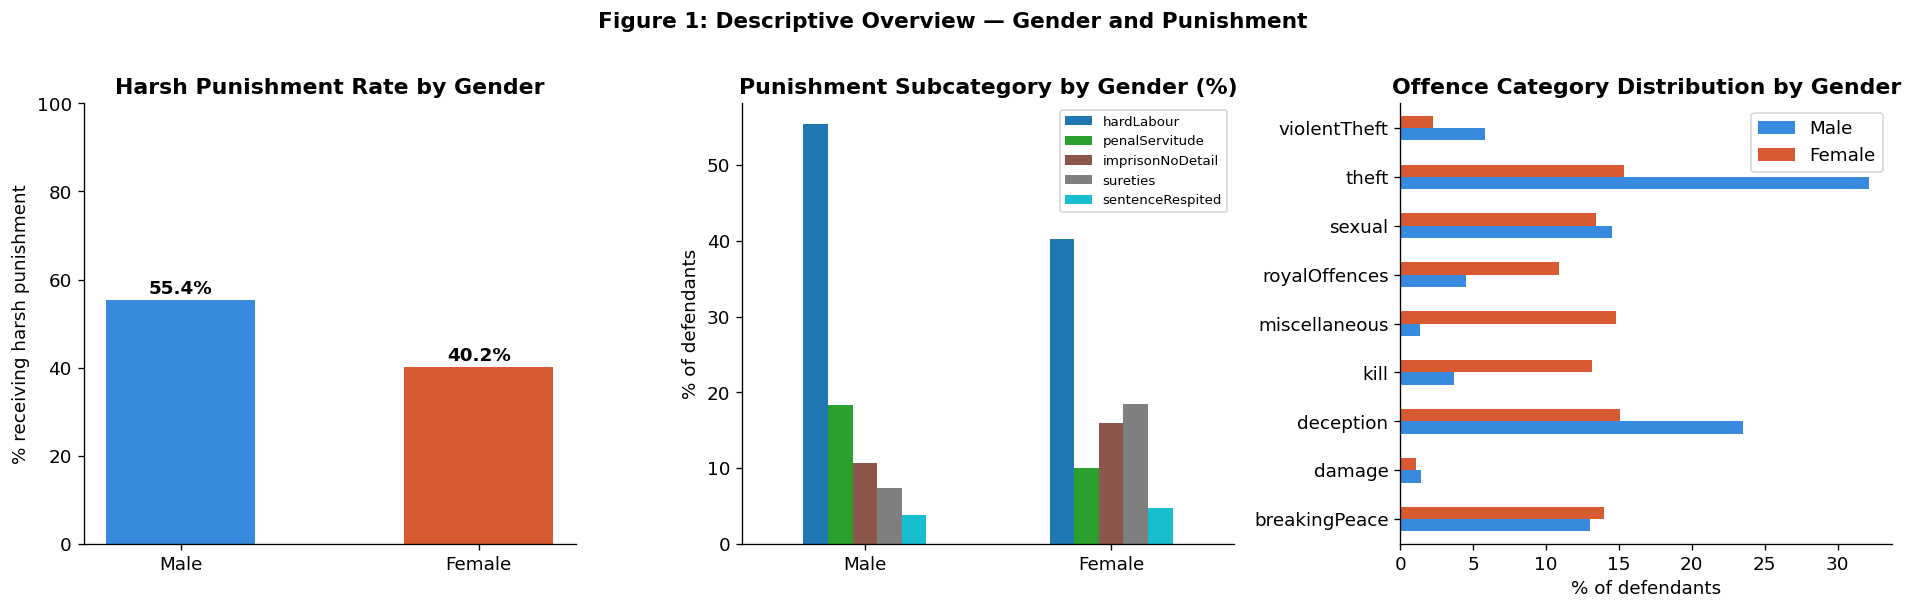 Figure 1: Descriptive Overview — Gender and Punishment
Harsh Punishment Rate by Gender
% receiving harsh punishment
100
80
60
40
20
0
55.4%
40.2%
Male
Female
Punishment Subcategory by Gender (%)
% of defendants
50
40
30
20
10
0
hardLabour
penalServitude
imprisonNoDetail
sureties
sentenceRespited
Male
Female
Offence Category Distribution by Gender
violentTheft
theft
sexual
royalOffences
miscellaneous
kill
deception
damage
breakingPeace
Male
Female
0 5 10 15 20 25 30
% of defendants